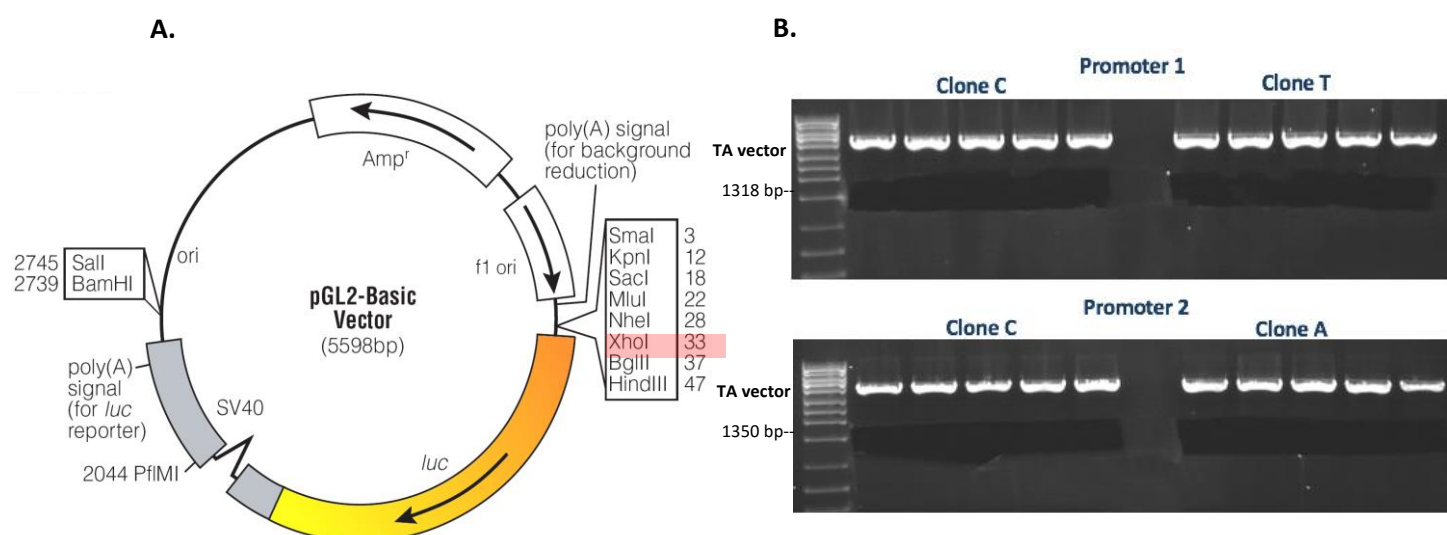 A.
Ampʳ
poly(A) signal
(for background
reduction)
f1 ori
SmaI 3
KpnI 12
SacI 18
MluI 22
NheI 28
XhoI 33
BglII 37
HindIII 47
2745 SalI
2739 BamHI
ori
pGL2-Basic
Vector
(5598bp)
poly(A)
signal
(for luc
reporter)
SV40
2044 PflMI
luc
B.
Promoter 1
Clone C
Clone T
TA vector
1318 bp--
Promoter 2
Clone C
Clone A
TA vector
1350 bp--